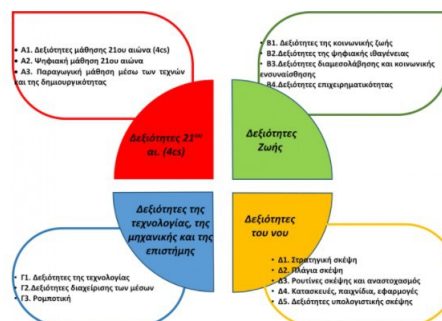 • Α1. Δεξιότητες μάθησης 21ου αιώνα (4cs)
• Α2. Ψηφιακή μάθηση 21ου αιώνα
• Α3. Παραγωγική μάθηση μέσω των τεχνών
και της δημιουργικότητας
• Β1. Δεξιότητες της κοινωνικής ζωής
• Β2.Δεξιότητες της ψηφιακής ιθαγένειας
• Β3.Δεξιότητες διαμεσολάβησης και κοινωνικής
ενσυναίσθησης
• Β4.Δεξιότητες επιχειρηματικότητας
Δεξιότητες 21ου
αι. (4cs)
Δεξιότητες
Ζωής
Δεξιότητες της
τεχνολογίας, της
μηχανικής και της
επιστήμης
Δεξιότητες
του νου
• Γ1. Δεξιότητες της τεχνολογίας
• Γ2.Δεξιότητες διαχείρισης των μέσων
• Γ3. Ρομποτική
• Δ1. Στρατηγική σκέψη
• Δ2. Πλάγια σκέψη
• Δ3. Ρουτίνες σκέψης και αναστοχασμός
• Δ4. Κατασκευές, παιχνίδια, εφαρμογές
• Δ5. Δεξιότητες υπολογιστικής σκέψης